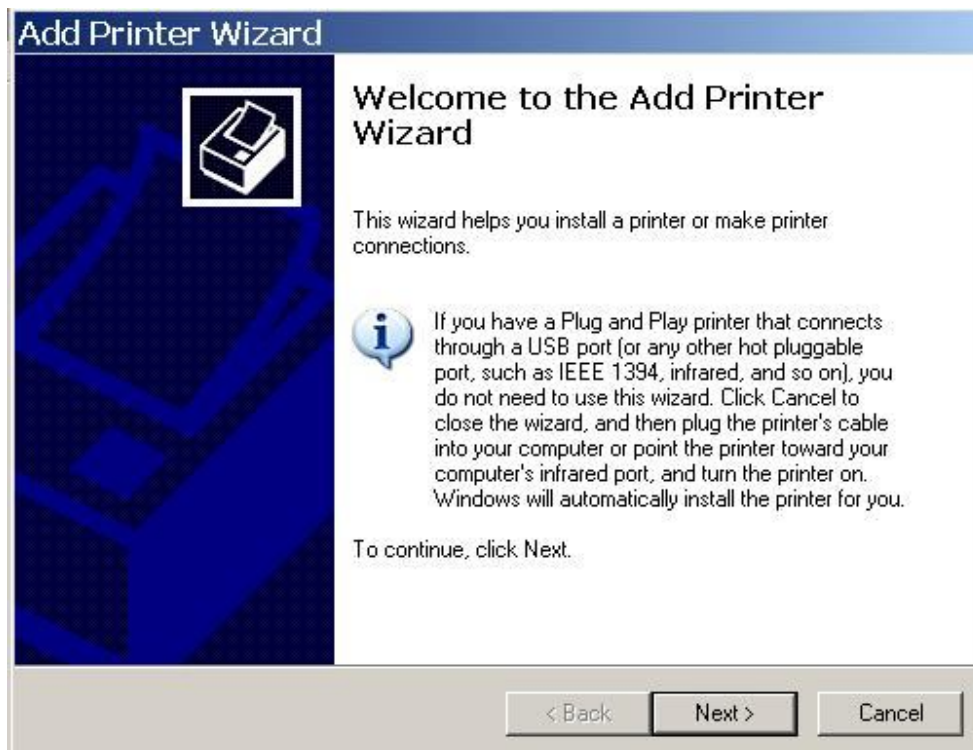 Add Printer Wizard
Welcome to the Add Printer
Wizard
This wizard helps you install a printer or make printer
connections.
If you have a Plug and Play printer that connects
through a USB port (or any other hot pluggable
port, such as IEEE 1394, infrared, and so on), you
do not need to use this wizard. Click Cancel to
close the wizard, and then plug the printer's cable
into your computer or point the printer toward your
computer's infrared port, and turn the printer on.
Windows will automatically install the printer for you.
To continue, click Next.
< Back Next > Cancel